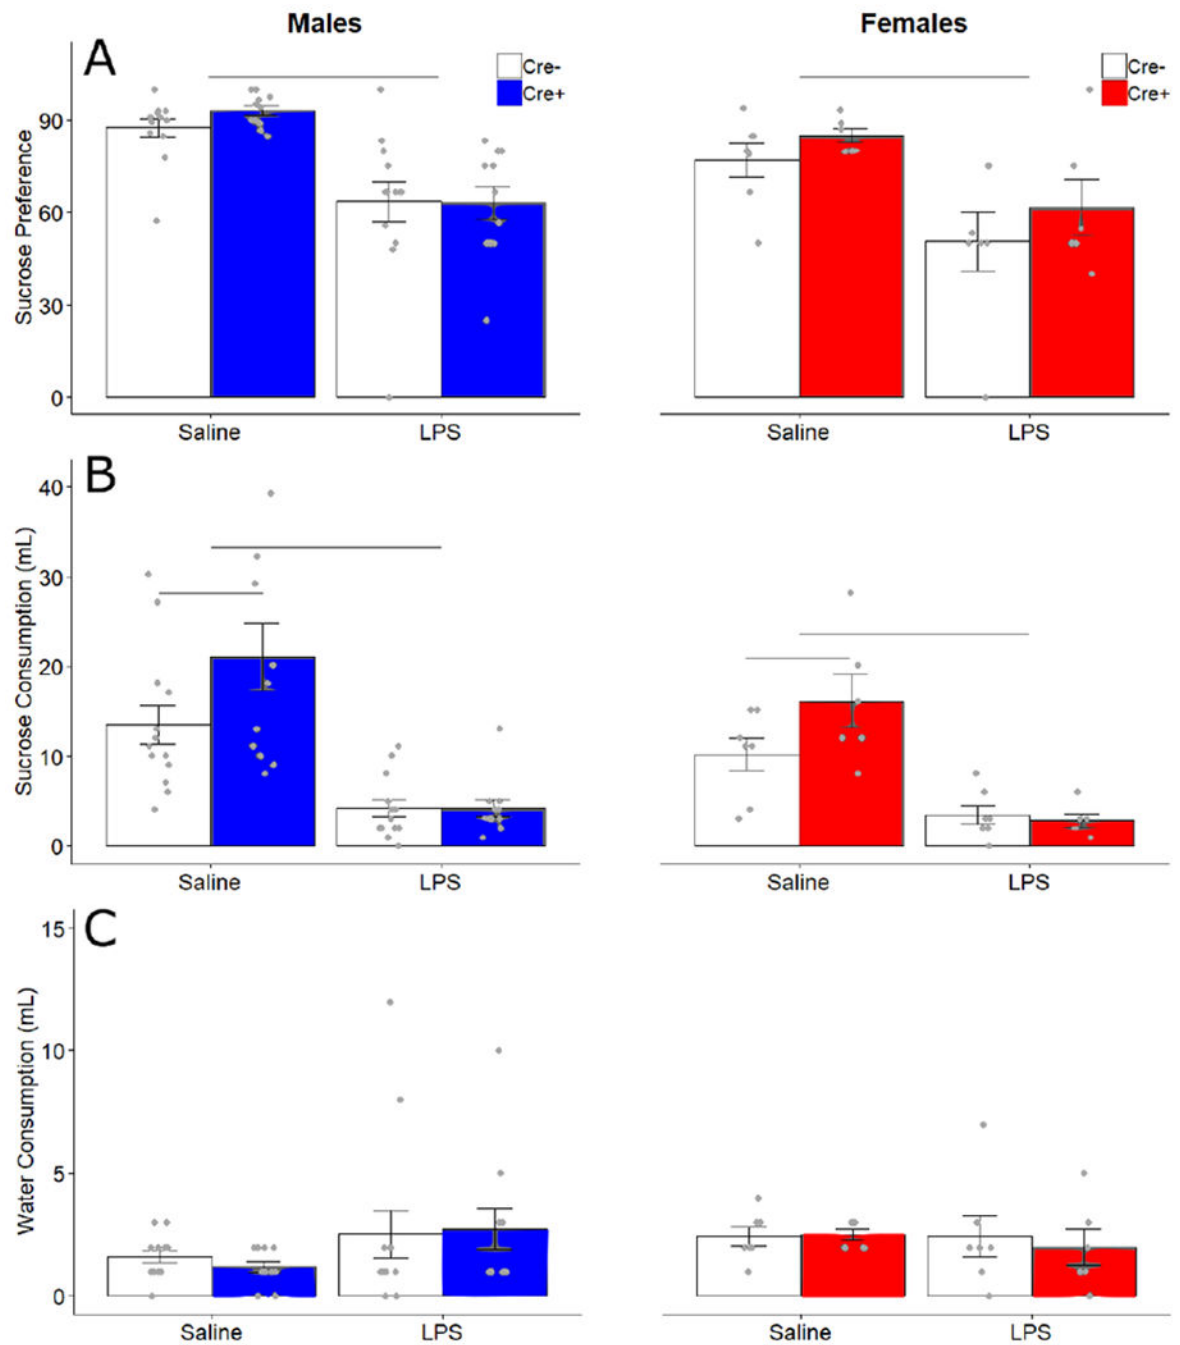 Males
Females
A
Cre-
Cre+
Cre-
Cre+
Sucrose Preference
90
60
30
0
Saline
LPS
Saline
LPS
B
Sucrose Consumption (mL)
40
30
20
10
0
Saline
LPS
Saline
LPS
C
Water Consumption (mL)
15
10
5
0
Saline
LPS
Saline
LPS